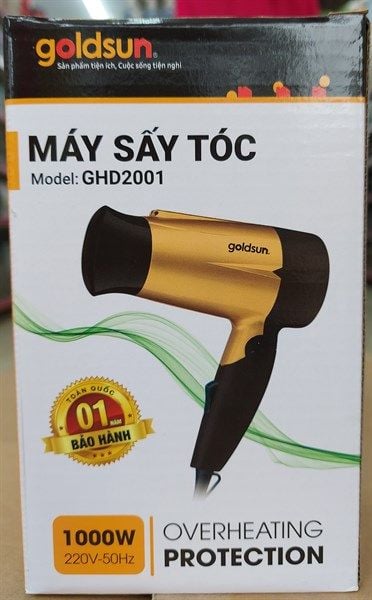 goldsun®
Sản phẩm tiện ích, Cuộc sống tiện nghi
MÁY SẤY TÓC
Model: GHD2001
goldsun
TOÀN QUỐC
01 NĂM
BẢO HÀNH
1000W
220V-50Hz
OVERHEATING
PROTECTION